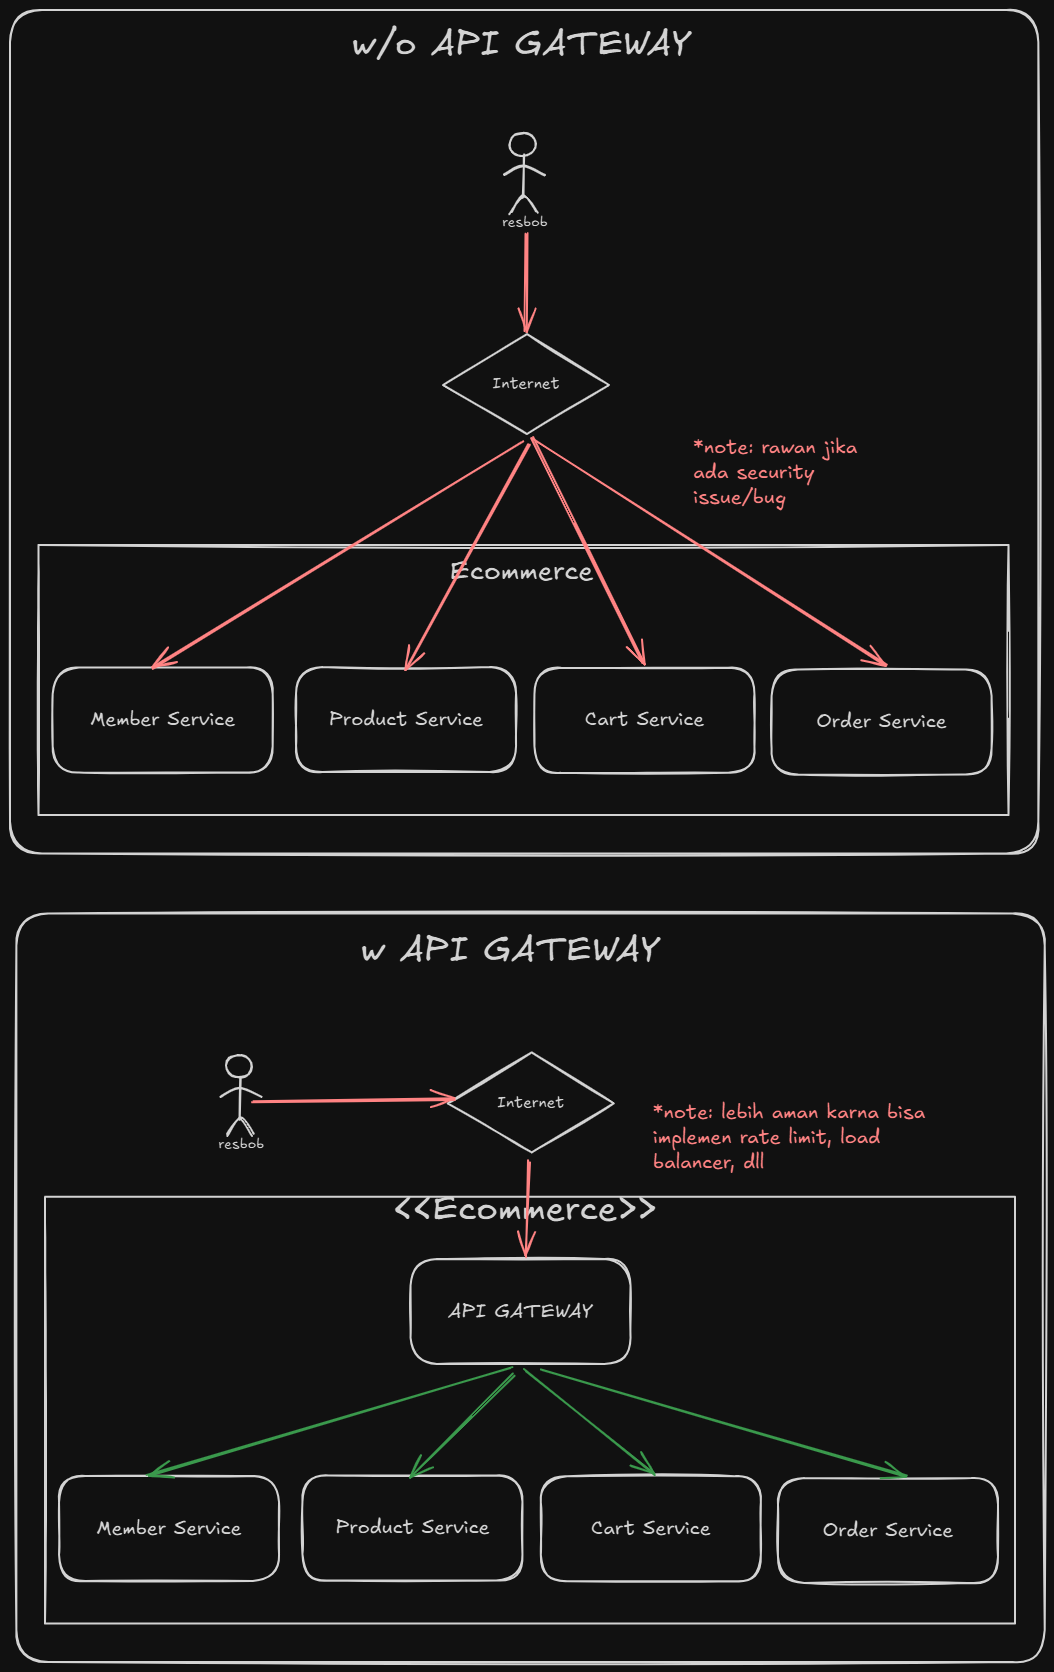 w/o API GATEWAY
resbob
Internet
*note: rawan jika
ada security
issue/bug
Ecommerce
Member Service
Product Service
Cart Service
Order Service
w API GATEWAY
Internet
resbob
*note: lebih aman karna bisa
implemen rate limit, load
balancer, dll
<<Ecommerce>>
API GATEWAY
Member Service
Product Service
Cart Service
Order Service